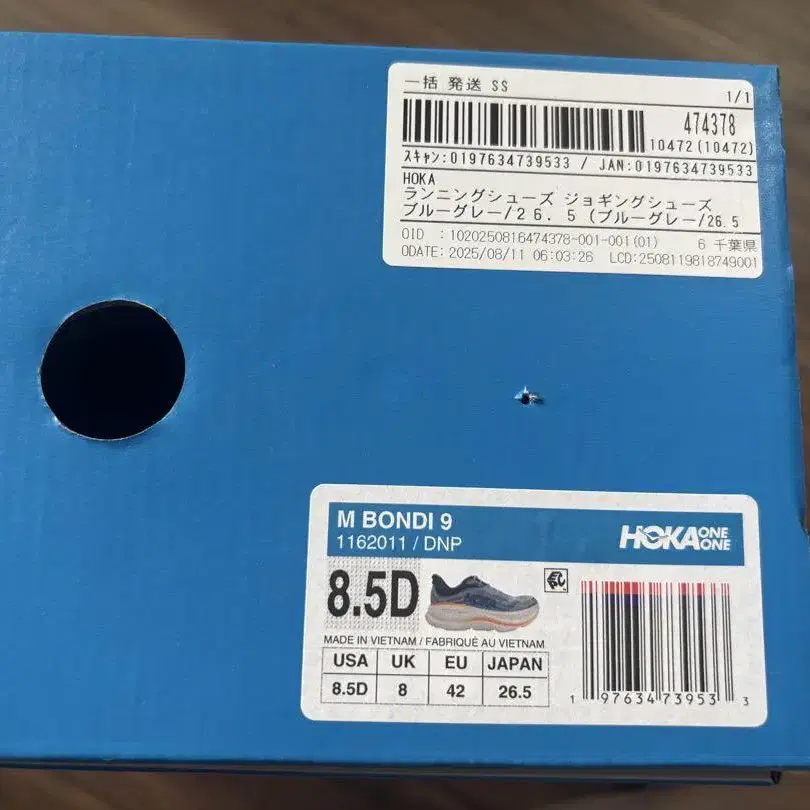 一括 発送 SS
1/1
474378
10472(10472)
スキャン:0197634739533 / JAN:0197634739533
HOKA
ランニングシューズ ジョギングシューズ
ブルーグレー/26.5 (ブルーグレー/26.5
OID :1020250816474378-001-001(01) 6 千葉県
ODATE:2025/08/11 06:03:26 LCD:2508119818749001
M BONDI 9
1162011 / DNP
HOKA ONE ONE
8.5D
MADE IN VIETNAM / FABRIQUÉ AU VIETNAM
USA UK EU JAPAN
8.5D 8 42 26.5
1 97634 73953 3